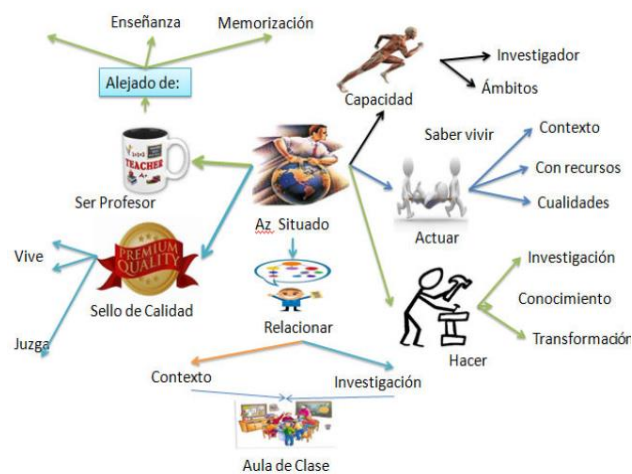 Enseñanza
Memorización
Alejado de:
TEACHER
Ser Profesor
Capacidad
Investigador
Ámbitos
Az Situado
Saber vivir
Contexto
Con recursos
Cualidades
Actuar
PREMIUM
QUALITY
Sello de Calidad
Vive
Juzga
Relacionar
Investigación
Conocimiento
Transformación
Hacer
Contexto
Investigación
Aula de Clase